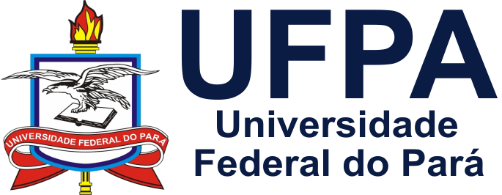 UFPA
Universidade
Federal do Pará
UNIVERSIDADE FEDERAL DO PARÁ